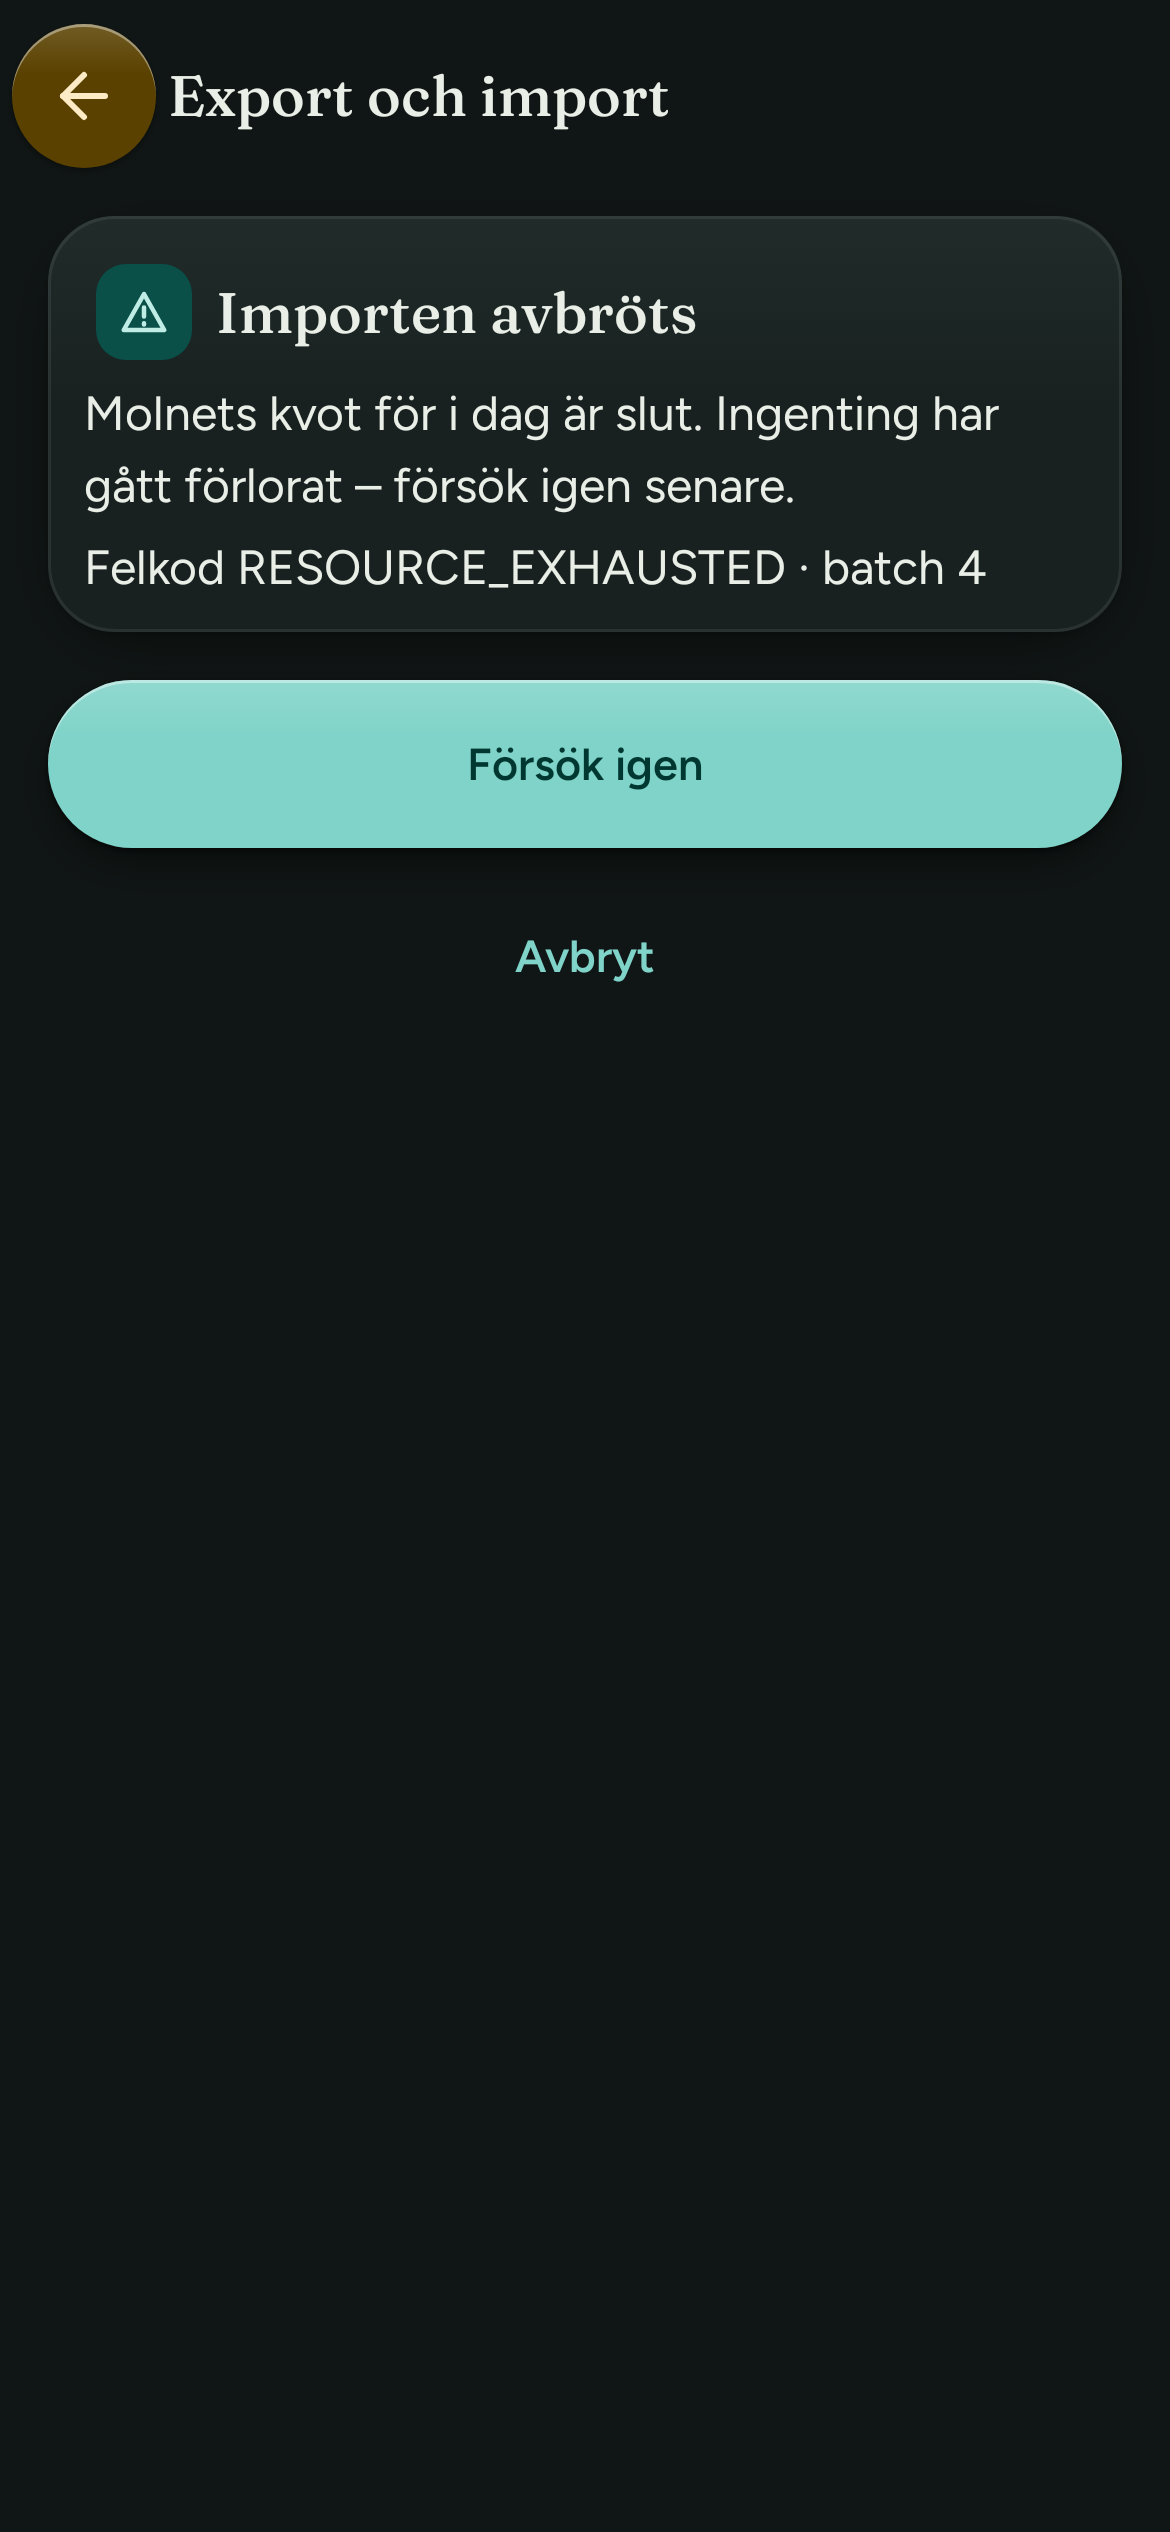 Export och import
Importen avbröts
Molnets kvot för i dag är slut. Ingenting har
gått förlorat – försök igen senare.
Felkod RESOURCE_EXHAUSTED · batch 4
Försök igen
Avbryt